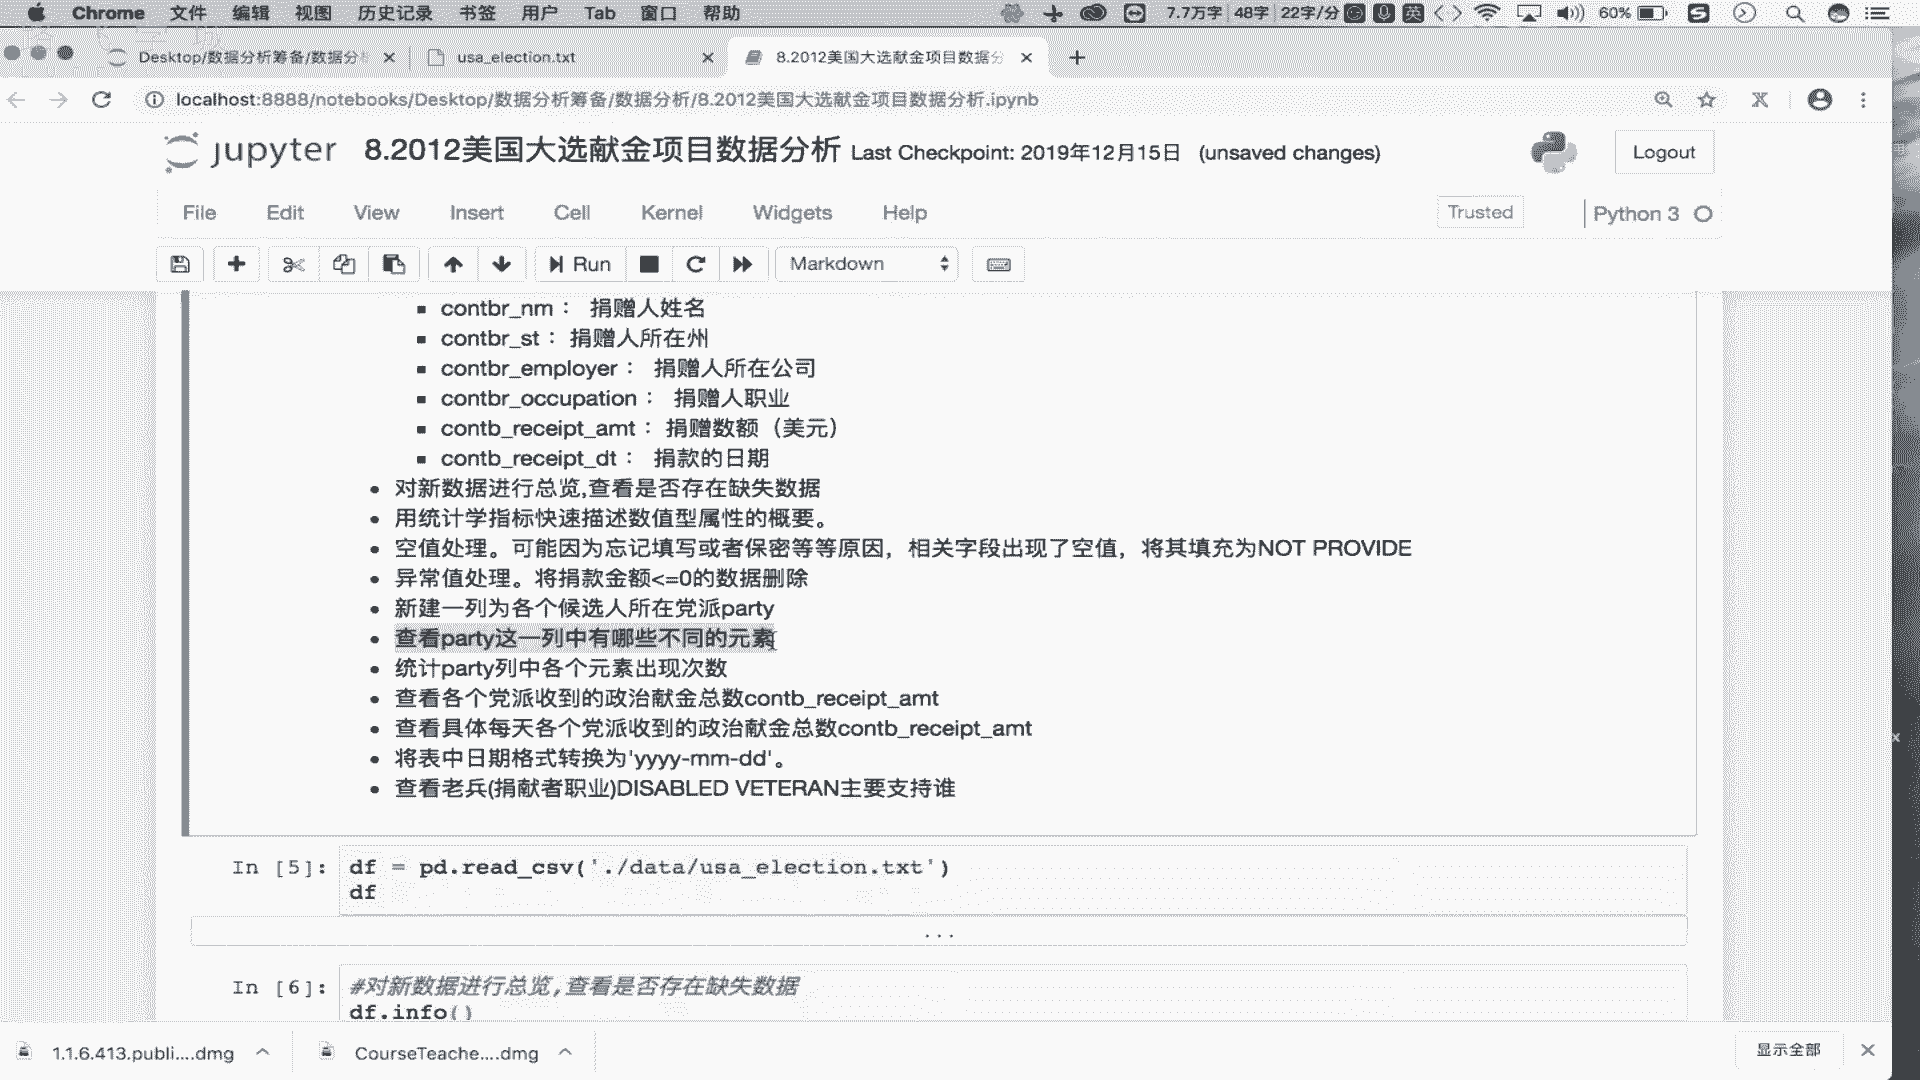 Chrome 文件 编辑 视图 历史记录 书签 用户 Tab 窗口 帮助 7.7万字 48字 22字/分 英 60%
Desktop/数据分析筹备/数据分 usa_election.txt 8.2012美国大选献金项目数据分
localhost:8888/notebooks/Desktop/数据分析筹备/数据分析/8.2012美国大选献金项目数据分析.ipynb
jupyter 8.2012美国大选献金项目数据分析 Last Checkpoint: 2019年12月15日 (unsaved changes) Logout
File Edit View Insert Cell Kernel Widgets Help Trusted Python 3
Run Markdown
contbr_nm： 捐赠人姓名
contbr_st： 捐赠人所在州
contbr_employer： 捐赠人所在公司
contbr_occupation： 捐赠人职业
contb_receipt_amt：捐赠数额（美元）
contb_receipt_dt： 捐款的日期
对新数据进行总览,查看是否存在缺失数据
用统计学指标快速描述数值型属性的概要。
空值处理。可能因为忘记填写或者保密等等原因，相关字段出现了空值，将其填充为NOT PROVIDE
异常值处理。将捐款金额<=0的数据删除
新建一列为各个候选人所在党派party
查看party这一列中有哪些不同的元素
统计party列中各个元素出现次数
查看各个党派收到的政治献金总数contb_receipt_amt
查看具体每天各个党派收到的政治献金总数contb_receipt_amt
将表中日期格式转换为'yyyy-mm-dd'。
查看老兵(捐献者职业)DISABLED VETERAN主要支持谁
In [5]: df = pd.read_csv('./data/usa_election.txt')
df
...
In [6]: #对新数据进行总览,查看是否存在缺失数据
df.info()
1.1.6.413.publi....dmg CourseTeache....dmg 显示全部